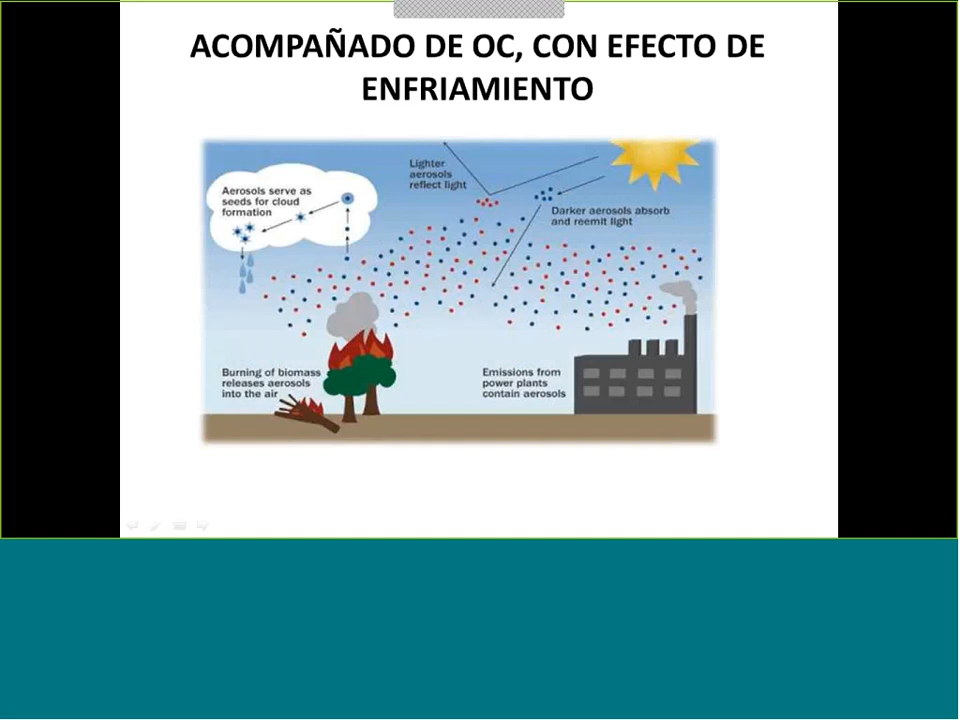 ACOMPAÑADO DE OC, CON EFECTO DE
ENFRIAMIENTO
Lighter
aerosols
reflect light
Aerosols serve as
seeds for cloud
formation
Darker aerosols absorb
and reemit light
Burning of biomass
releases aerosols
into the air
Emissions from
power plants
contain aerosols